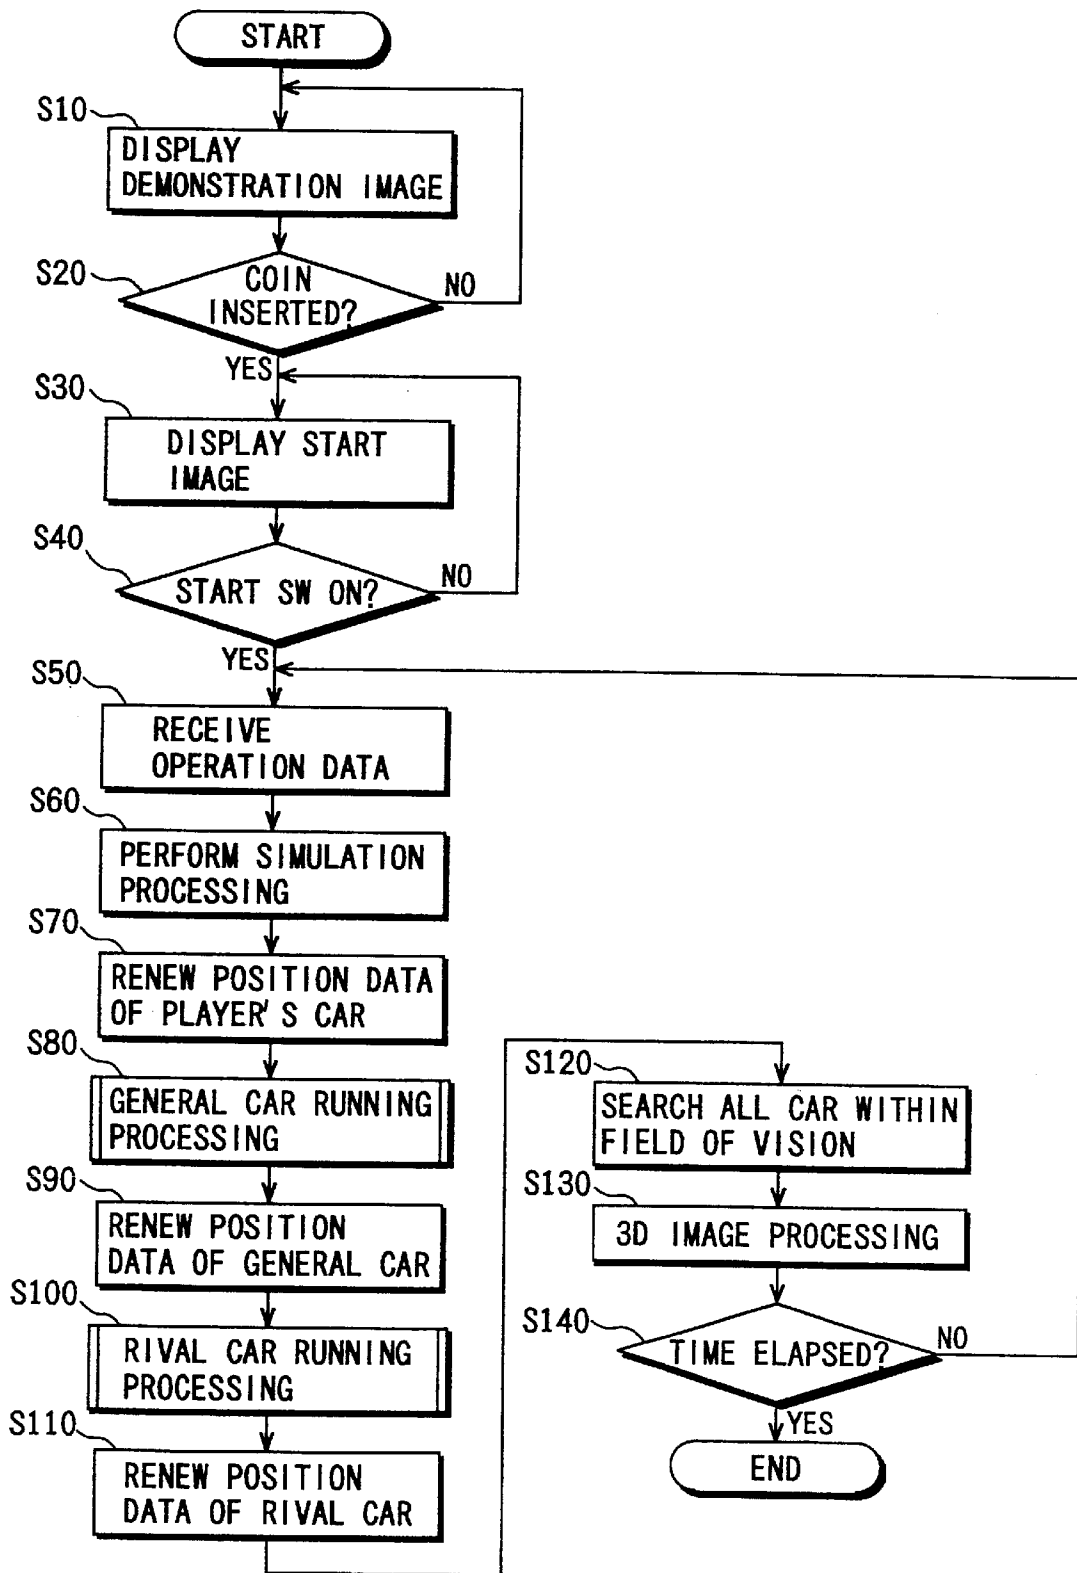 START
S10
DISPLAY
DEMONSTRATION IMAGE
S20
COIN
INSERTED?
NO
YES
S30
DISPLAY START
IMAGE
S40
START SW ON?
NO
YES
S50
RECEIVE
OPERATION DATA
S60
PERFORM SIMULATION
PROCESSING
S70
RENEW POSITION DATA
OF PLAYER'S CAR
S80
GENERAL CAR RUNNING
PROCESSING
S90
RENEW POSITION
DATA OF GENERAL CAR
S100
RIVAL CAR RUNNING
PROCESSING
S110
RENEW POSITION
DATA OF RIVAL CAR
S120
SEARCH ALL CAR WITHIN
FIELD OF VISION
S130
3D IMAGE PROCESSING
S140
TIME ELAPSED?
NO
YES
END